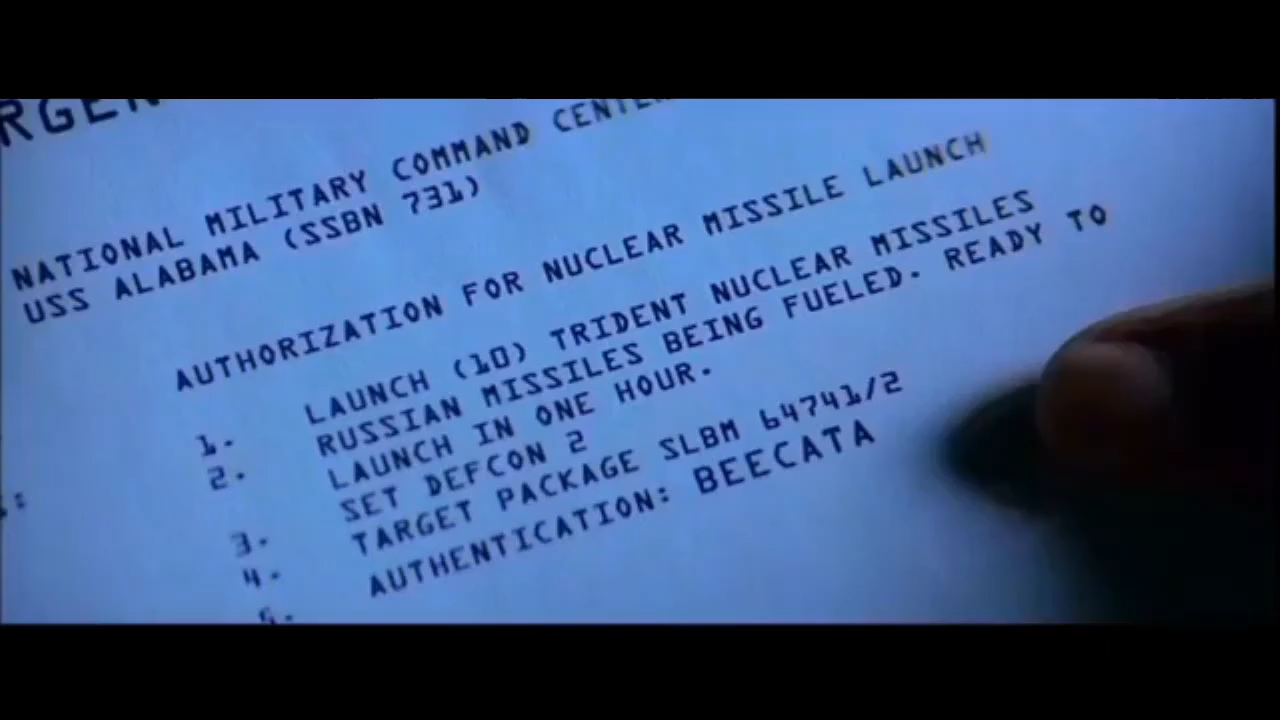 NATIONAL MILITARY COMMAND
USS ALABAMA (SSBN 731)
AUTHORIZATION FOR NUCLEAR MISSILE LAUNCH
1. LAUNCH (10) TRIDENT NUCLEAR MISSILES
2. RUSSIAN MISSILES BEING FUELED. READY TO
LAUNCH IN ONE HOUR.
3. SET DEFCON 2
4. TARGET PACKAGE SLBM 64741/2
5. AUTHENTICATION: BEECATA